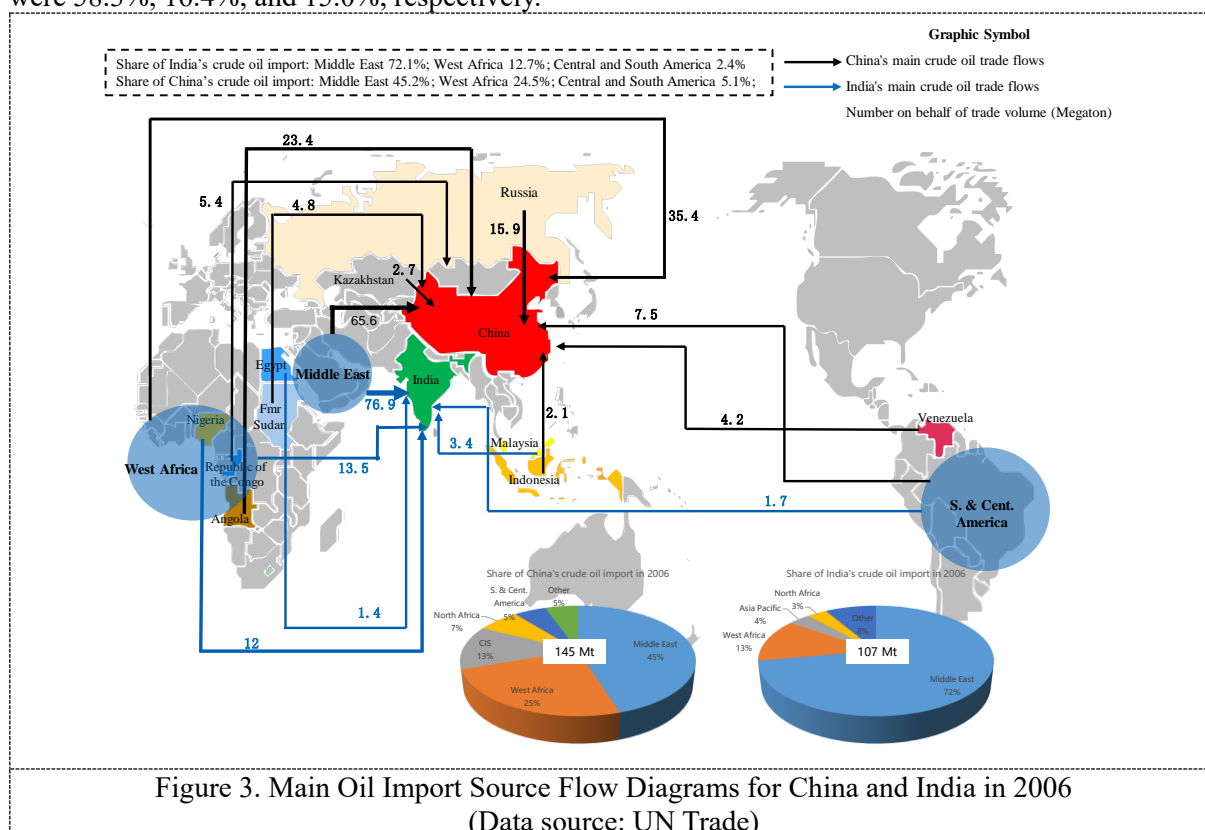 were 58.3%, 16.4%, and 15.0%, respectively.
Graphic Symbol
Share of India's crude oil import: Middle East 72.1%; West Africa 12.7%; Central and South America 2.4%
Share of China's crude oil import: Middle East 45.2%; West Africa 24.5%; Central and South America 5.1%;
China's main crude oil trade flows
India's main crude oil trade flows
Number on behalf of trade volume (Megaton)
23.4
Russia
5.4
4.8
35.4
15.9
2.7
Kazakhstan
65.6
7.5
China
Egypt
Middle East
India
76.9
Fmr
Sudan
2.1
Nigeria
4.2
Venezuela
3.4
Malaysia
West Africa
Republic of
the Congo
13.5
Indonesia
1.7
S. & Cent.
America
Angola
1.4
12
Share of China's crude oil import in 2006
S. & Cent.
America
5%
Other
5%
North Africa
7%
CIS
13%
145 Mt
Middle East
45%
West Africa
25%
Share of India's crude oil import in 2006
North Africa
3%
Asia Pacific
4%
Other
8%
West Africa
13%
107 Mt
Middle East
72%
Figure 3. Main Oil Import Source Flow Diagrams for China and India in 2006
(Data source: UN Trade)